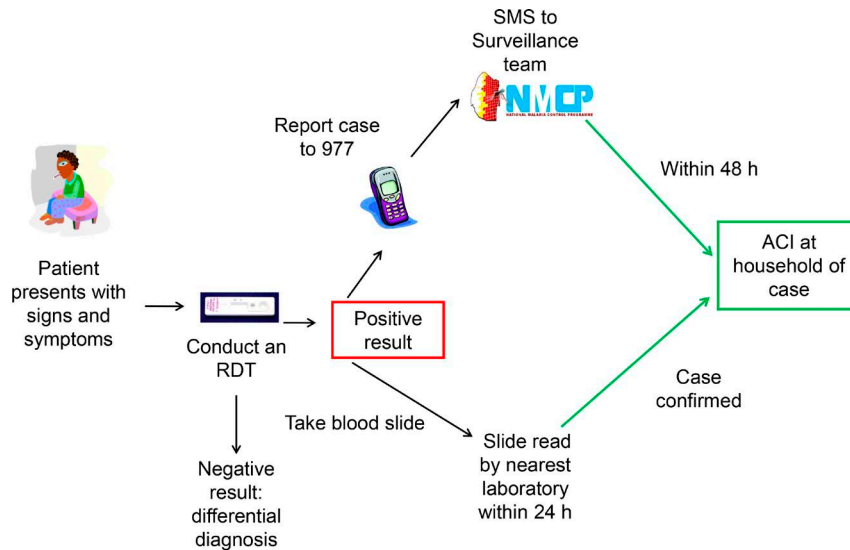 SMS to
Surveillance
team
NMCP
NATIONAL MALARIA CONTROL PROGRAMME
Report case
to 977
Within 48 h
ACI at
household of
case
Patient
presents with
signs and
symptoms
Conduct an
RDT
Positive
result
Case
confirmed
Take blood slide
Slide read
by nearest
laboratory
within 24 h
Negative
result:
differential
diagnosis